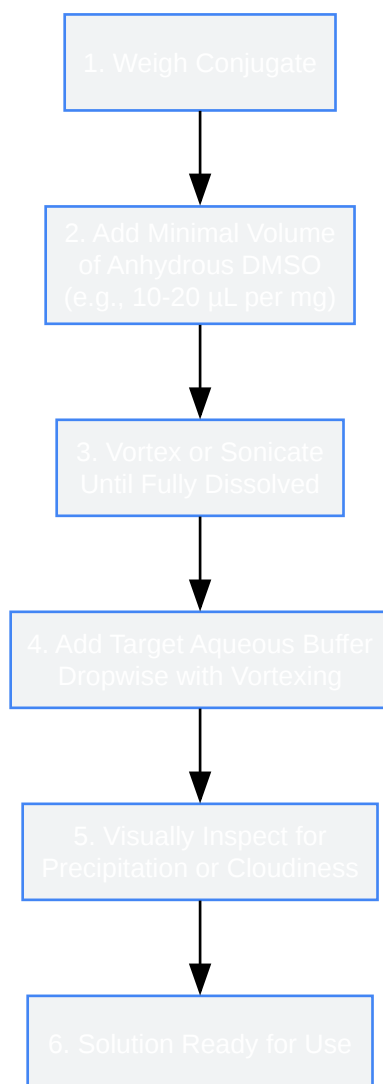 1. Weigh Conjugate
2. Add Minimal Volume
of Anhydrous DMSO
(e.g., 10-20 µL per mg)
3. Vortex or Sonicate
Until Fully Dissolved
4. Add Target Aqueous Buffer
Dropwise with Vortexing
5. Visually Inspect for
Precipitation or Cloudiness
6. Solution Ready for Use